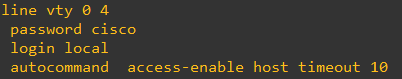 line vty 0 4
 password cisco
 login local
 autocommand  access-enable host timeout 10